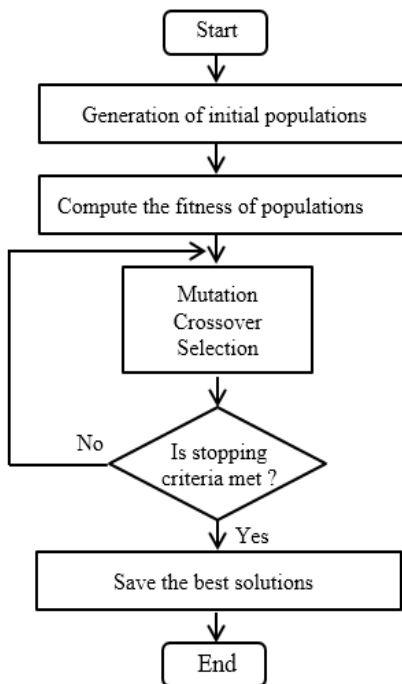 Start
Generation of initial populations
Compute the fitness of populations
Mutation
Crossover
Selection
No
Is stopping
criteria met ?
Yes
Save the best solutions
End